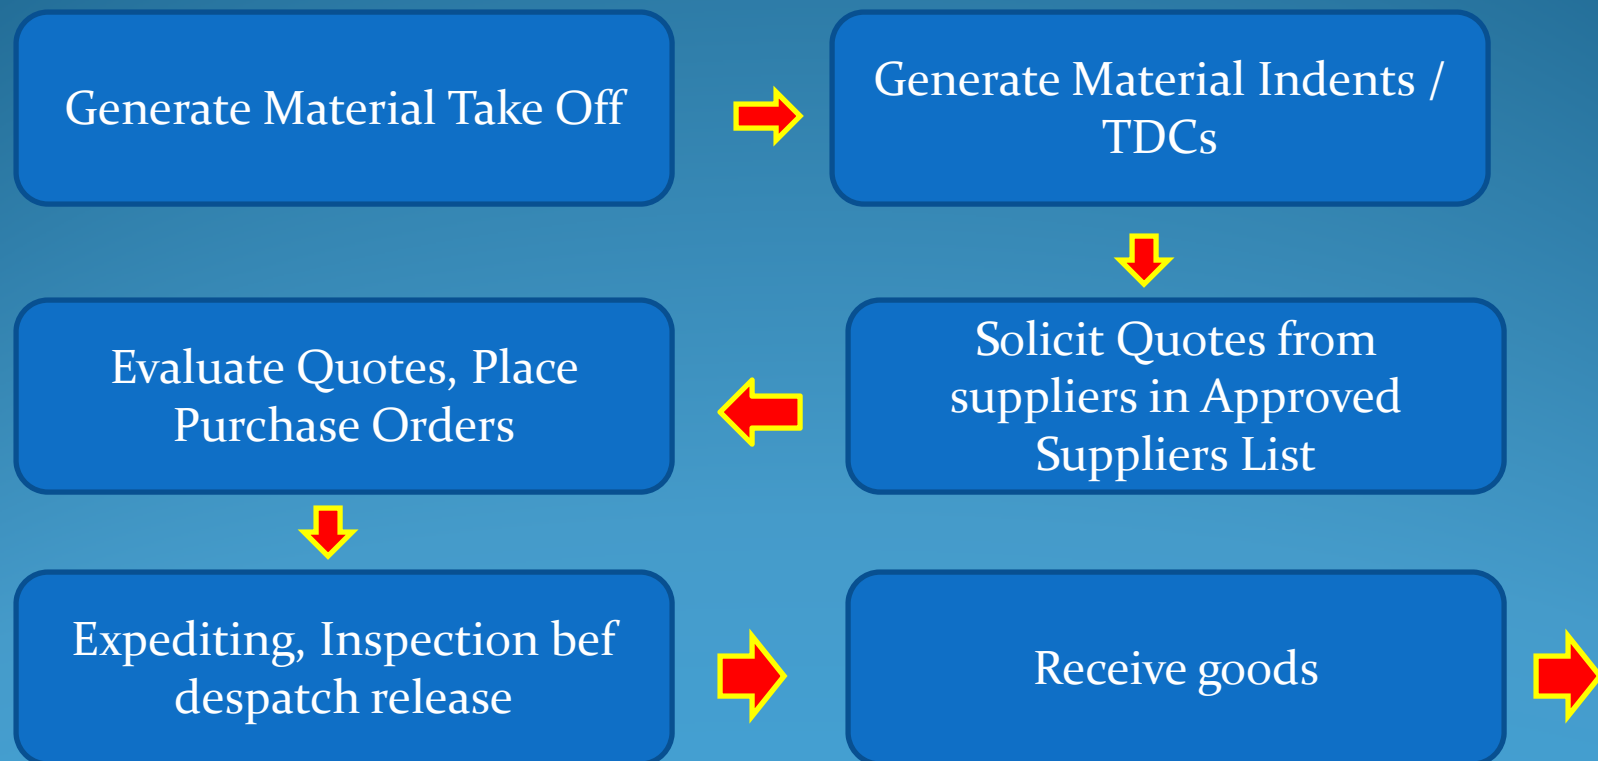 Generate Material Take Off
Generate Material Indents /
TDCs
Solicit Quotes from
suppliers in Approved
Suppliers List
Evaluate Quotes, Place
Purchase Orders
Expediting, Inspection bef
despatch release
Receive goods